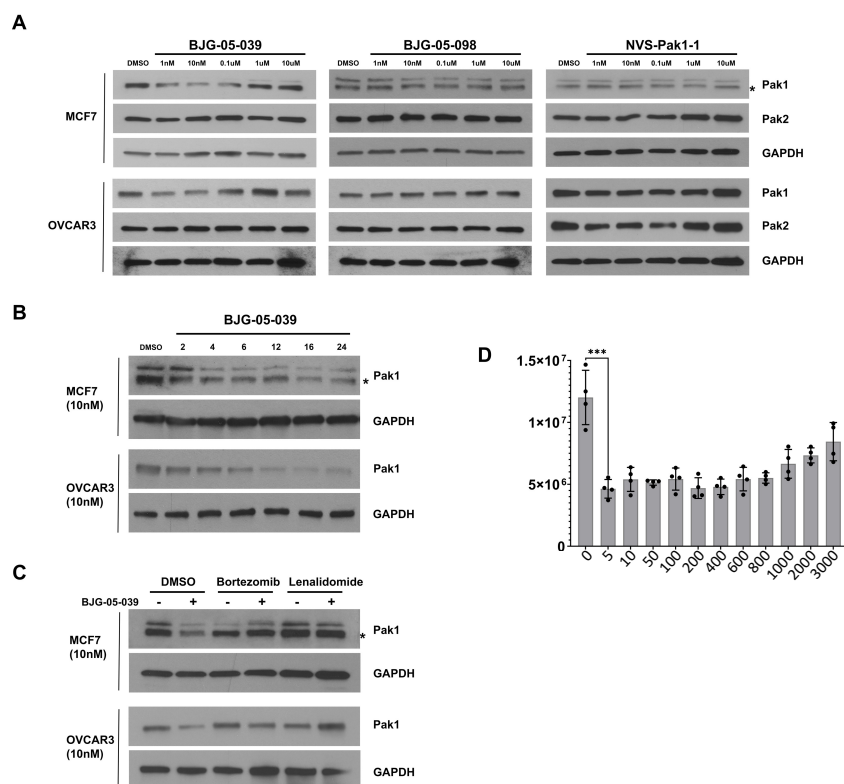 A
BJG-05-039 BJG-05-098 NVS-Pak1-1
DMSO 1nM 10nM 0.1uM 1uM 10uM DMSO 1nM 10nM 0.1uM 1uM 10uM DMSO 1nM 10nM 0.1uM 1uM 10uM
MCF7
* Pak1
Pak2
GAPDH
OVCAR3
Pak1
Pak2
GAPDH
B
BJG-05-039
DMSO 2 4 6 12 16 24
MCF7
(10nM)
* Pak1
GAPDH
OVCAR3
(10nM)
Pak1
GAPDH
C
DMSO Bortezomib Lenalidomide
BJG-05-039 - + - + - +
MCF7
(10nM)
* Pak1
GAPDH
OVCAR3
(10nM)
Pak1
GAPDH
D
***
1.5×10⁷
1×10⁷
5×10⁶
0
0 5 10 50 100 200 400 600 800 1000 2000 3000